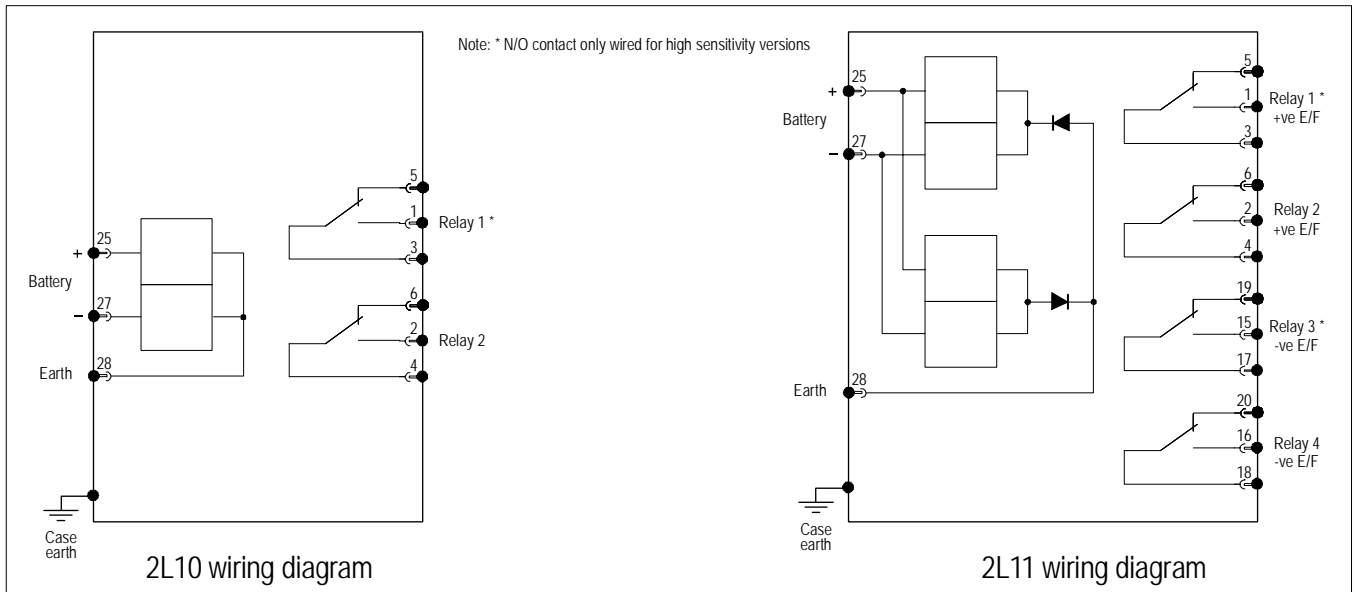 Note: * N/O contact only wired for high sensitivity versions
5
1
Relay 1 *
3
6
2
Relay 2
4
25
+
Battery
27
–
28
Earth
Case
earth
2L10 wiring diagram
25
+
Battery
27
–
28
Earth
Case
earth
5
1
Relay 1 *
+ve E/F
3
6
2
Relay 2
+ve E/F
4
19
15
Relay 3 *
-ve E/F
17
20
16
Relay 4
-ve E/F
18
2L11 wiring diagram